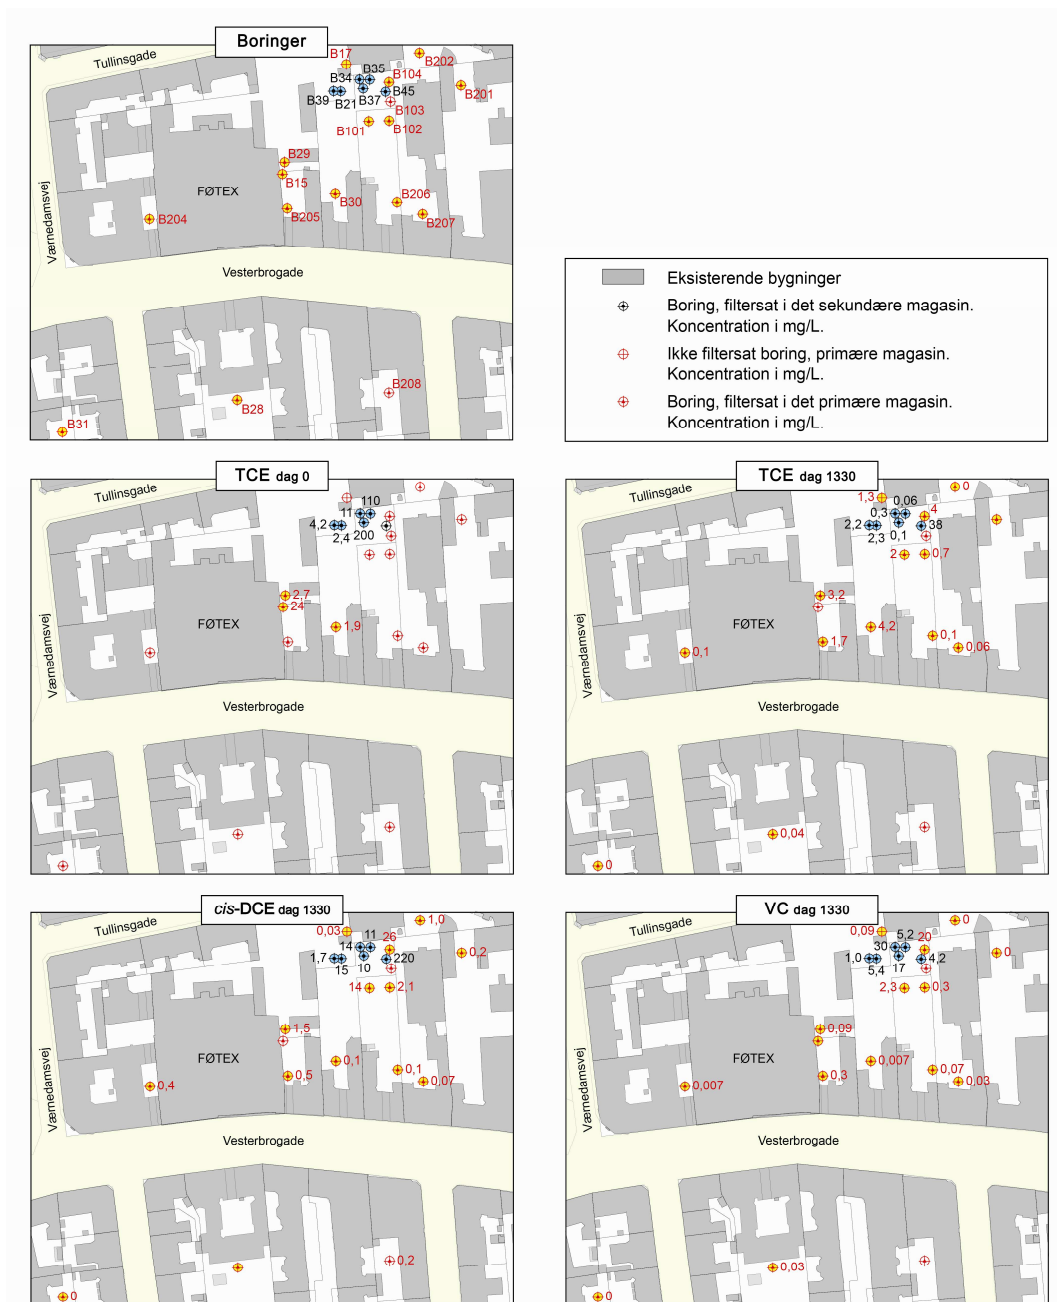 Boringer
Tullinsgade
B17
B202
B34
B35
B104
B201
B39
B21
B37
B45
B103
B101
B102
B29
B15
FØTEX
B30
B206
B204
B205
B207
Værnedamsvej
Vesterbrogade
B208
B28
B31
Eksisterende bygninger
Boring, filtersat i det sekundære magasin.
Koncentration i mg/L.
Ikke filtersat boring, primære magasin.
Koncentration i mg/L.
Boring, filtersat i det primære magasin.
Koncentration i mg/L.
TCE dag 0
Tullinsgade
110
11
4,2
2,4
200
2,7
24
FØTEX
1,9
Værnedamsvej
Vesterbrogade
TCE dag 1330
Tullinsgade
1,3
0
0,06
0,3
4
2,2
38
2,3
0,1
2
0,7
3,2
FØTEX
4,2
0,1
1,7
0,1
0,06
Værnedamsvej
Vesterbrogade
0,04
0
cis-DCE dag 1330
Tullinsgade
0,03
1,0
11
14
26
0,2
1,7
220
15
10
14
2,1
1,5
FØTEX
0,1
0,1
0,4
0,5
0,07
Værnedamsvej
Vesterbrogade
0,2
0
VC dag 1330
Tullinsgade
0,09
0
5,2
30
20
0
1,0
4,2
5,4
17
2,3
0,3
0,09
FØTEX
0,007
0,07
0,007
0,3
0,03
Værnedamsvej
Vesterbrogade
0,03
0